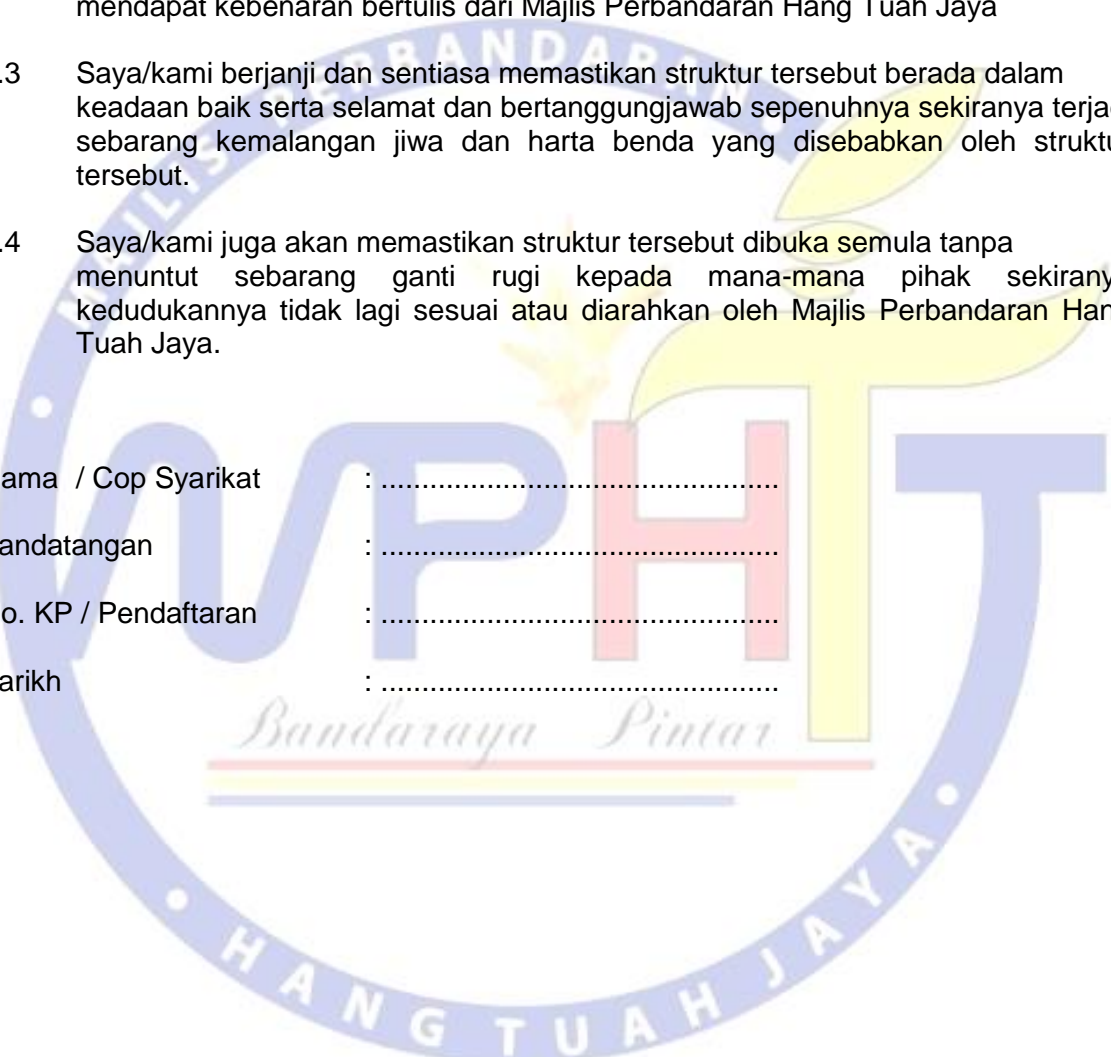 mendapat kebenaran bertulis dari Majlis Perbandaran Hang Tuah Jaya
.3 Saya/kami berjanji dan sentiasa memastikan struktur tersebut berada dalam
keadaan baik serta selamat dan bertanggungjawab sepenuhnya sekiranya terja
sebarang kemalangan jiwa dan harta benda yang disebabkan oleh struktu
tersebut.
.4 Saya/kami juga akan memastikan struktur tersebut dibuka semula tanpa
menuntut sebarang ganti rugi kepada mana-mana pihak sekirany
kedudukannya tidak lagi sesuai atau diarahkan oleh Majlis Perbandaran Han
Tuah Jaya.
ama / Cop Syarikat : .................................................
andatangan : .................................................
o. KP / Pendaftaran : .................................................
arikh : .................................................
MAJLIS PERBANDARAN
MPHTJ
Bandaraya Pintar
HANG TUAH JAYA